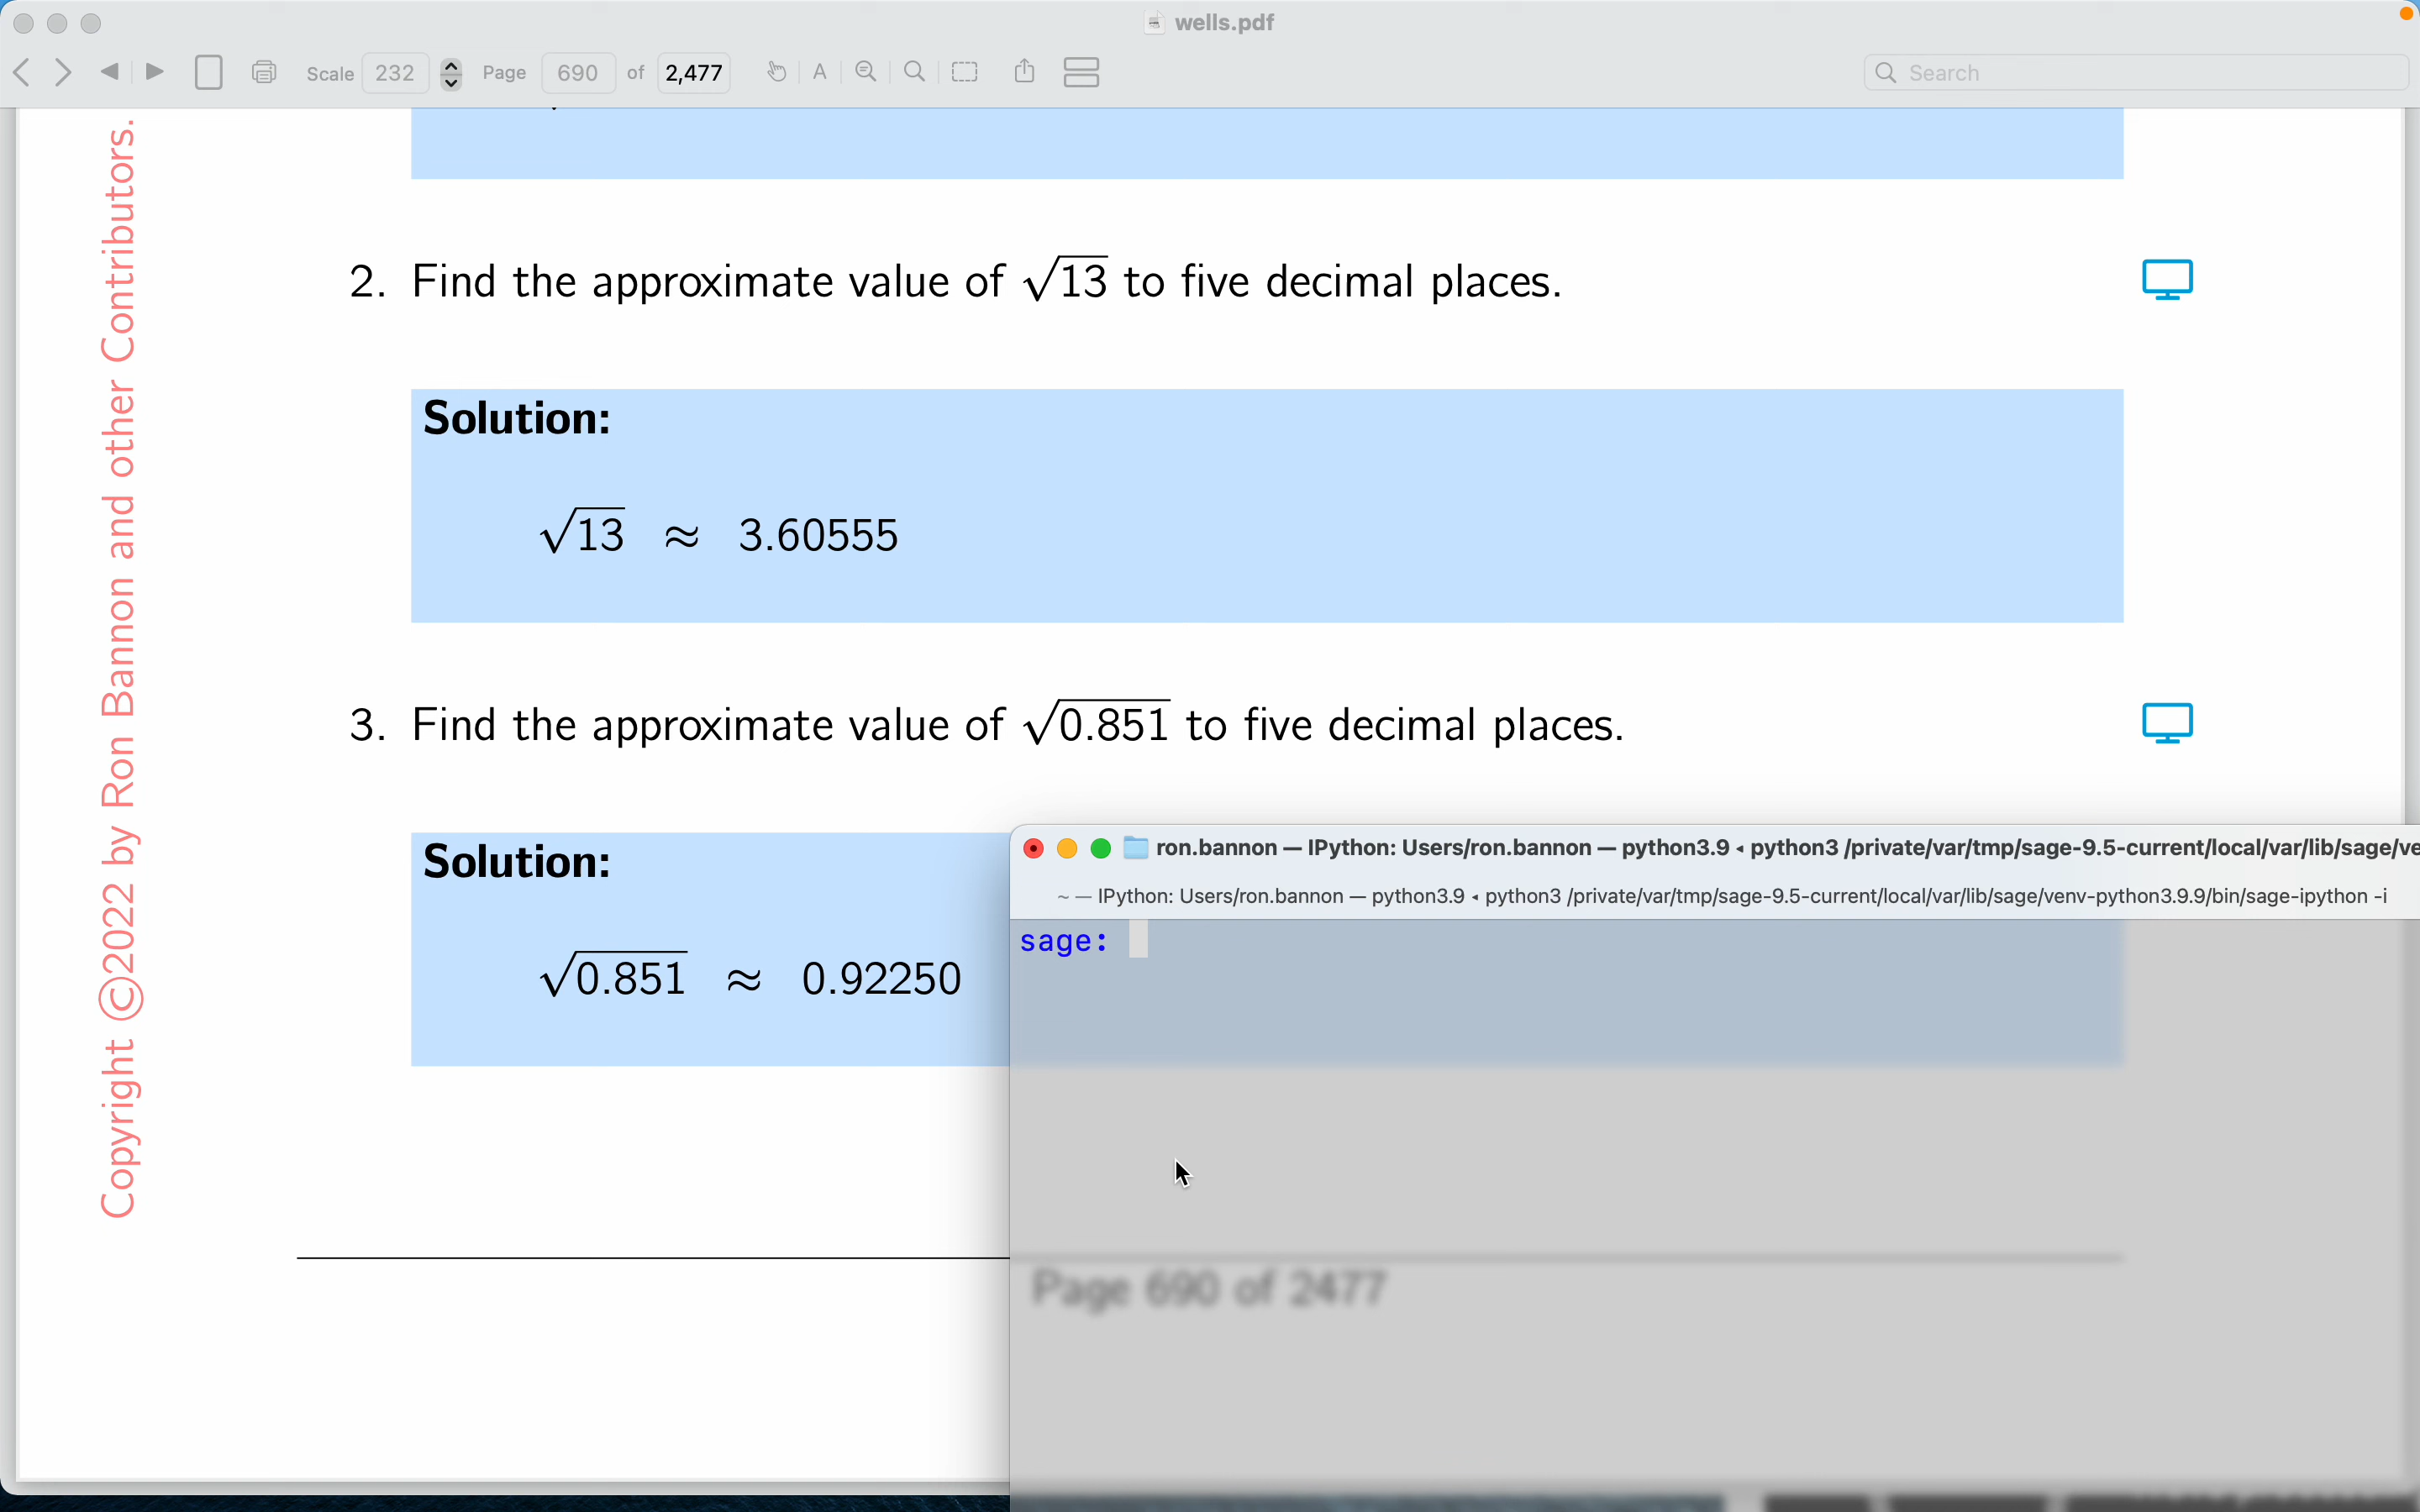 wells.pdf
Scale 232 Page 690 of 2,477 A Search
Copyright ©2022 by Ron Bannon and other Contributors.
2. Find the approximate value of √13 to five decimal places.
Solution:
√13 ≈ 3.60555
3. Find the approximate value of √0.851 to five decimal places.
Solution:
√0.851 ≈ 0.92250
ron.bannon — IPython: Users/ron.bannon — python3.9 ◂ python3 /private/var/tmp/sage-9.5-current/local/var/lib/sage/ve
~ — IPython: Users/ron.bannon — python3.9 ◂ python3 /private/var/tmp/sage-9.5-current/local/var/lib/sage/venv-python3.9.9/bin/sage-ipython -i
sage:
Page 690 of 2477